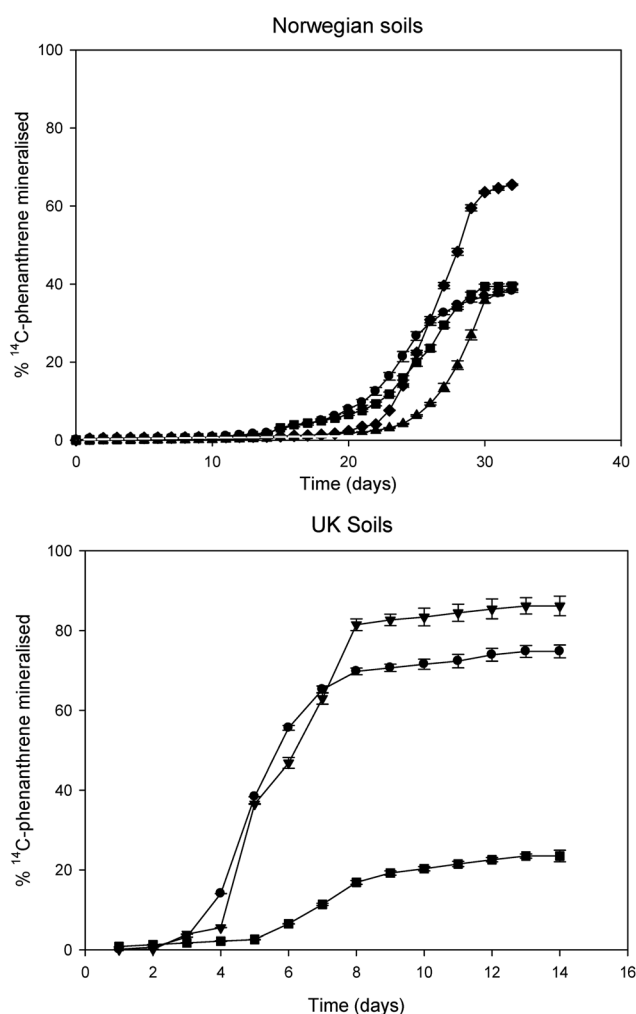 Norwegian soils
% ¹⁴C-phenanthrene mineralised
100
80
60
40
20
0
0 10 20 30 40
Time (days)
UK Soils
% ¹⁴C-phenanthrene mineralised
100
80
60
40
20
0
0 2 4 6 8 10 12 14 16
Time (days)